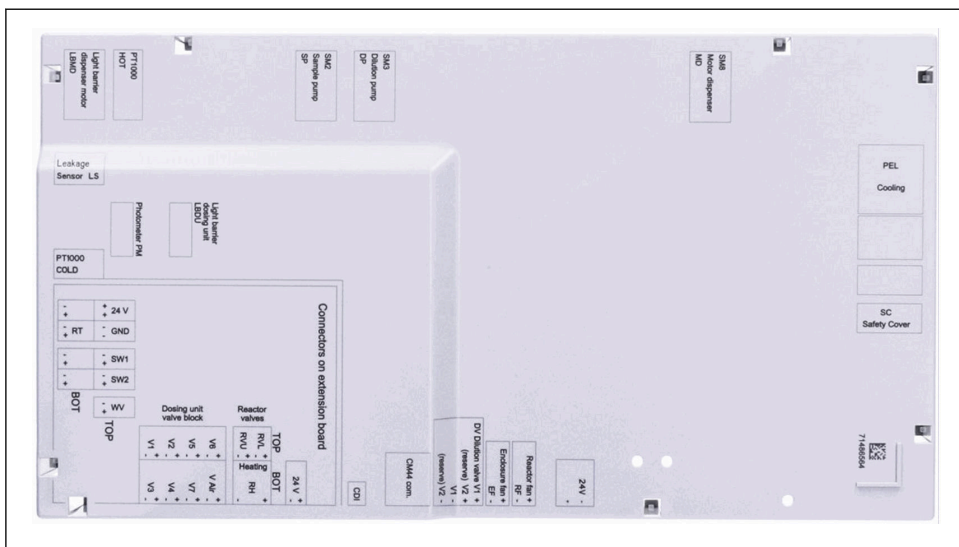 Light barrier
dispenser motor
LBMD
PT1000
HOT
SM2
Sample pump
SP
SM3
Dilution pump
DP
SM8
Motor dispenser
MD
Leakage
Sensor LS
Photometer PM
Light barrier
dosing unit
LBDU
PT1000
COLD
PEL
Cooling
SC
Safety Cover
Connectors on extension board
- + + + 24 V
- + RT - - GND
- + - + SW1
- + - + SW2
BOT
- + WV
TOP
Dosing unit
valve block
V1 - +
V2 - +
V5 - +
V6 - +
V3 - +
V4 - +
V7 - +
V Air - +
Reactor
valves
RVU - +
RVL - +
TOP
Heating
RH - +
BOT
24 V - +
CDI
CM44 com.
DV Dilution valve V1 +
(reserve) V2 +
V1 -
(reserve) V2 -
Enclosure fan +
EF -
Reactor fan +
RF -
24V -
+
71486564